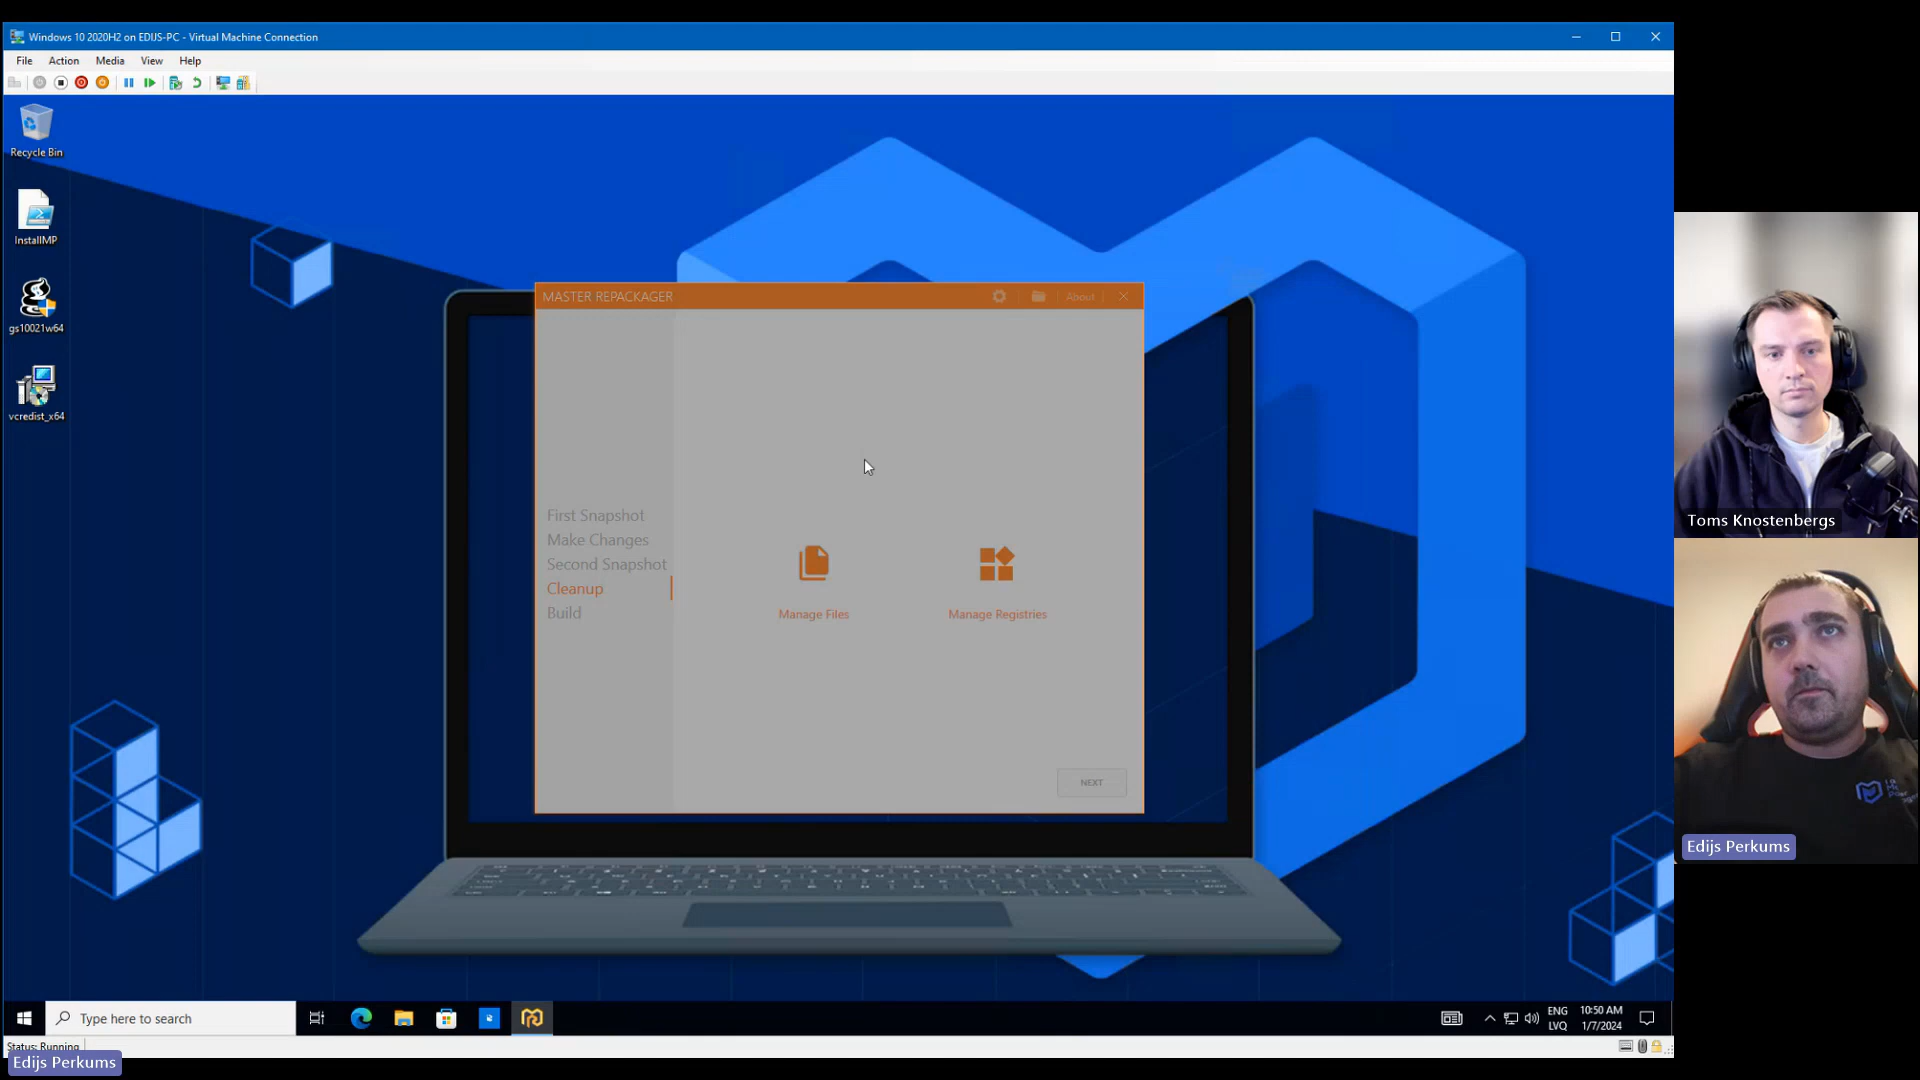 Windows 10 2020H2 on EDIJS-PC - Virtual Machine Connection
File Action Media View Help
Recycle Bin
InstallMP
gs10021w64
vcredist_x64
MASTER REPACKAGER
About
First Snapshot
Make Changes
Second Snapshot
Cleanup
Build
Manage Files
Manage Registries
NEXT
Toms Knostenbergs
Edijs Perkums
Type here to search
ENG
LVQ
10:50 AM
1/7/2024
Status: Running
Edijs Perkums